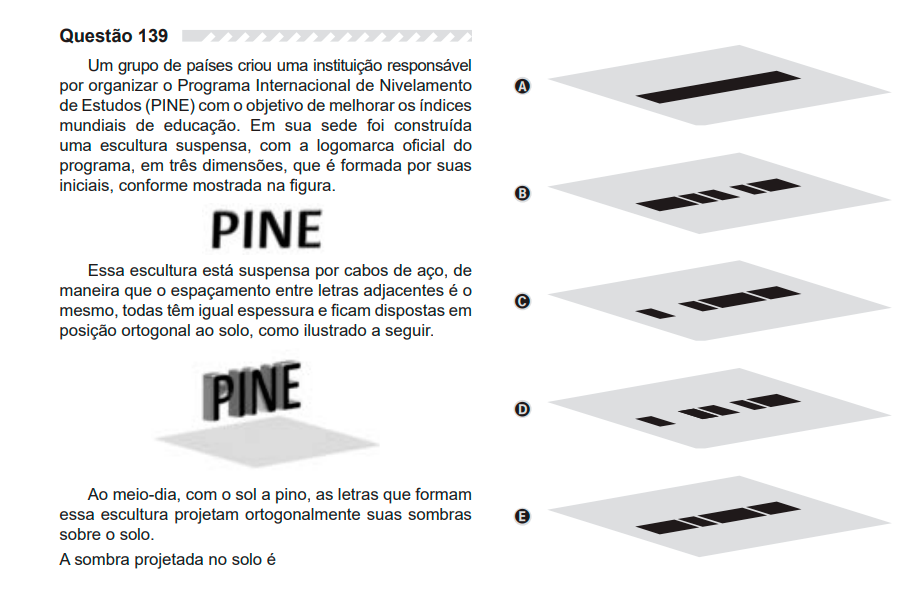 Questão 139
Um grupo de países criou uma instituição responsável
por organizar o Programa Internacional de Nivelamento
de Estudos (PINE) com o objetivo de melhorar os índices
mundiais de educação. Em sua sede foi construída
uma escultura suspensa, com a logomarca oficial do
programa, em três dimensões, que é formada por suas
iniciais, conforme mostrada na figura.
PINE
Essa escultura está suspensa por cabos de aço, de
maneira que o espaçamento entre letras adjacentes é o
mesmo, todas têm igual espessura e ficam dispostas em
posição ortogonal ao solo, como ilustrado a seguir.
PINE
Ao meio-dia, com o sol a pino, as letras que formam
essa escultura projetam ortogonalmente suas sombras
sobre o solo.
A sombra projetada no solo é
A
B
C
D
E